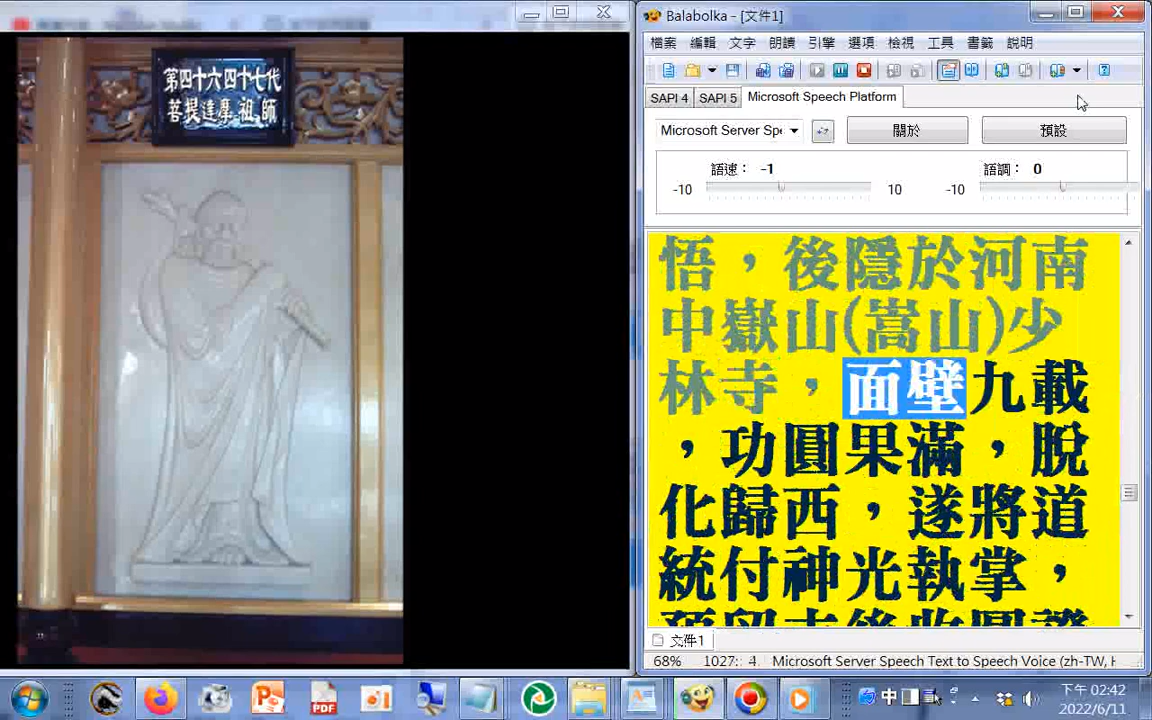 第四十六四十七代
菩提達摩祖師
Balabolka - [文件1]
檔案 編輯 文字 朗讀 引擎 選項 檢視 工具 書籤 說明
SAPI 4 SAPI 5 Microsoft Speech Platform
Microsoft Server Spe 關於 預設
語速： -1 語調： 0
-10 10 -10
悟，後隱於河南
中嶽山(嵩山)少
林寺，面壁九載
，功圓果滿，脫
化歸西，遂將道
統付神光執掌，
文件1
68% 1027: 4. Microsoft Server Speech Text to Speech Voice (zh-TW, H
PDF 中 下午 02:42
2022/6/11